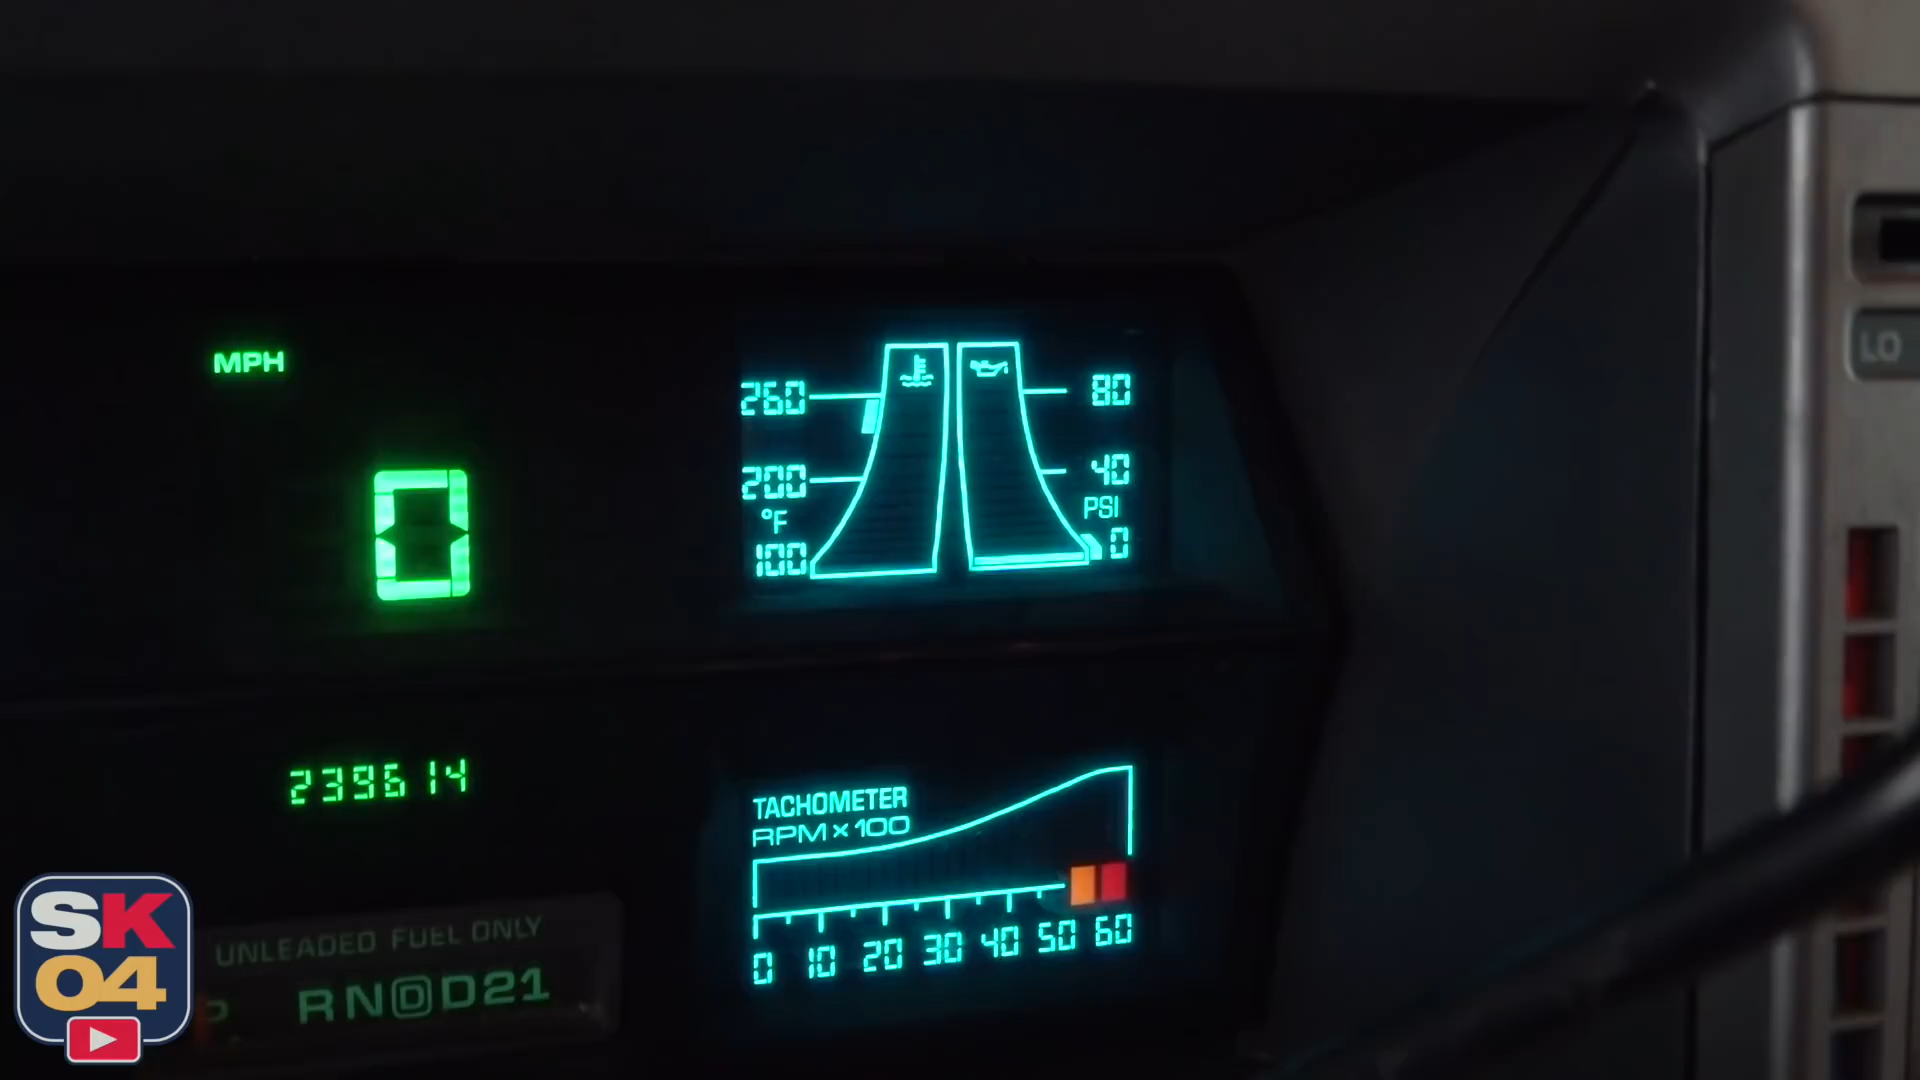 MPH
0
239614
260
200
°F
100
80
40
PSI
0
TACHOMETER
RPM x 100
0 10 20 30 40 50 60
UNLEADED FUEL ONLY
P R N D D 2 1
LO
SK
04